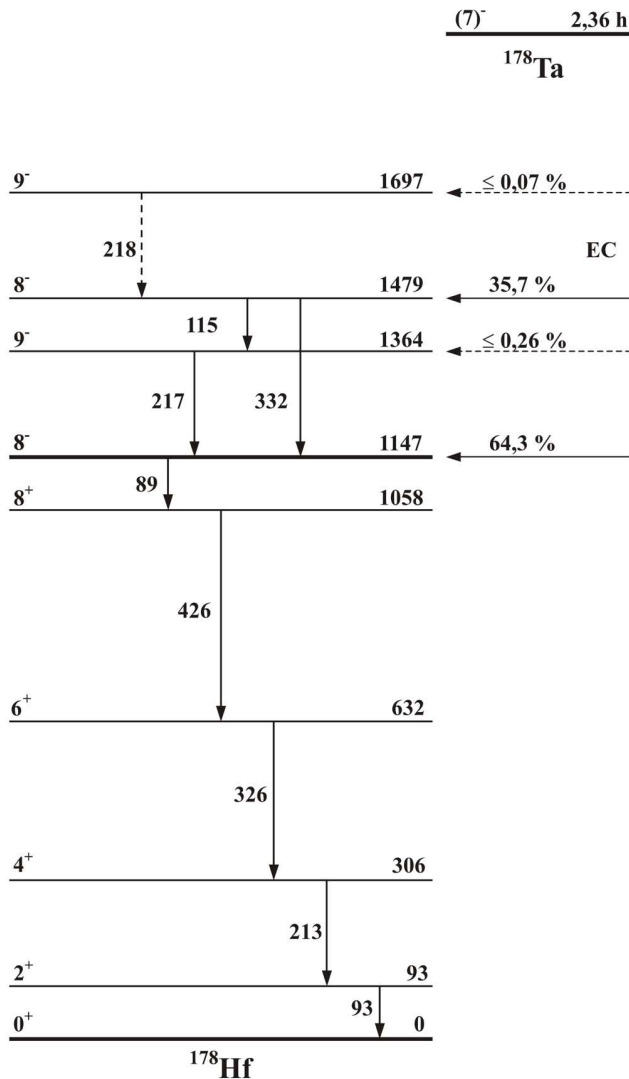 (7)⁻ 2,36 h
¹⁷⁸Ta
9⁻ 1697 ≤ 0,07 %
218 EC
8⁻ 1479 35,7 %
115
9⁻ 1364 ≤ 0,26 %
217 332
8⁻ 1147 64,3 %
89
8⁺ 1058
426
6⁺ 632
326
4⁺ 306
213
2⁺ 93
93
0⁺ 0
¹⁷⁸Hf